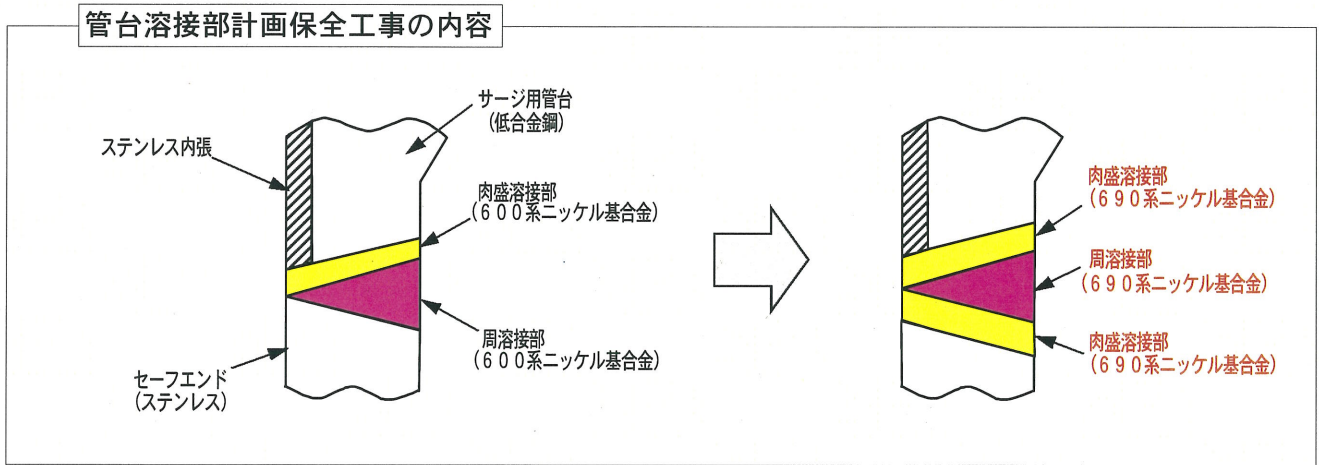 管台溶接部計画保全工事の内容
サージ用管台
(低合金鋼)
ステンレス内張
肉盛溶接部
(600系ニッケル基合金)
周溶接部
(600系ニッケル基合金)
セーフエンド
(ステンレス)
肉盛溶接部
(690系ニッケル基合金)
周溶接部
(690系ニッケル基合金)
肉盛溶接部
(690系ニッケル基合金)